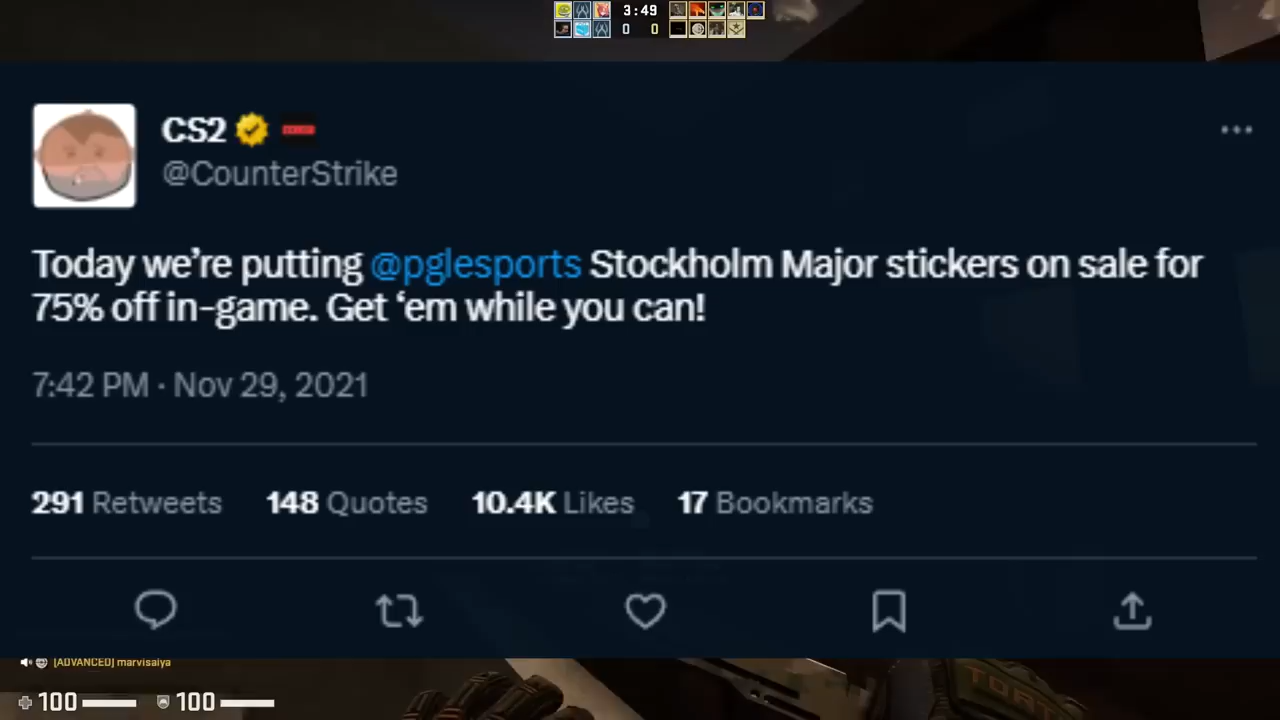 3:49
0 0
CS2
@CounterStrike
Today we’re putting @pglesports Stockholm Major stickers on sale for
75% off in-game. Get ‘em while you can!
7:42 PM · Nov 29, 2021
291 Retweets 148 Quotes 10.4K Likes 17 Bookmarks
[ADVANCED] marvisaiya
100 100